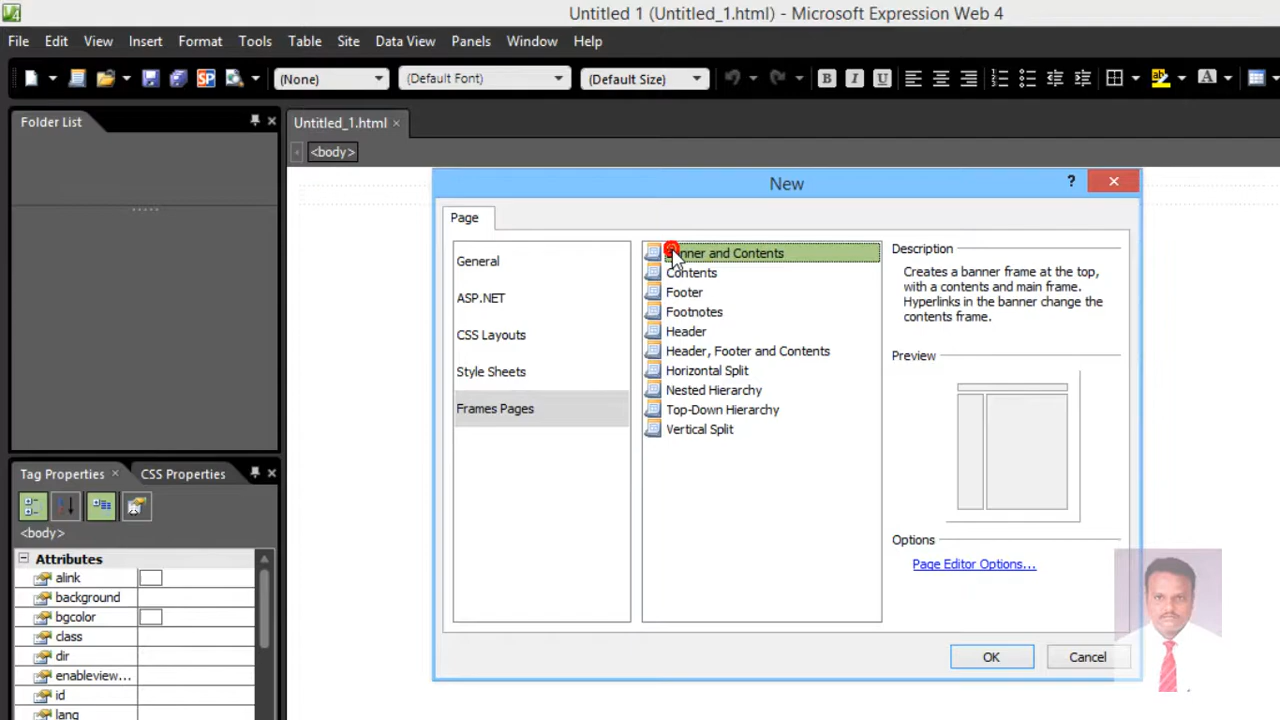 Untitled 1 (Untitled_1.html) - Microsoft Expression Web 4
File Edit View Insert Format Tools Table Site Data View Panels Window Help
(None) (Default Font) (Default Size) B I U A
Folder List
Untitled_1.html
<body>
New
Page
General
ASP.NET
CSS Layouts
Style Sheets
Frames Pages
Banner and Contents
Contents
Footer
Footnotes
Header
Header, Footer and Contents
Horizontal Split
Nested Hierarchy
Top-Down Hierarchy
Vertical Split
Description
Creates a banner frame at the top,
with a contents and main frame.
Hyperlinks in the banner change the
contents frame.
Preview
Options
Page Editor Options...
OK Cancel
Tag Properties CSS Properties
<body>
Attributes
alink
background
bgcolor
class
dir
enableview...
id
lang